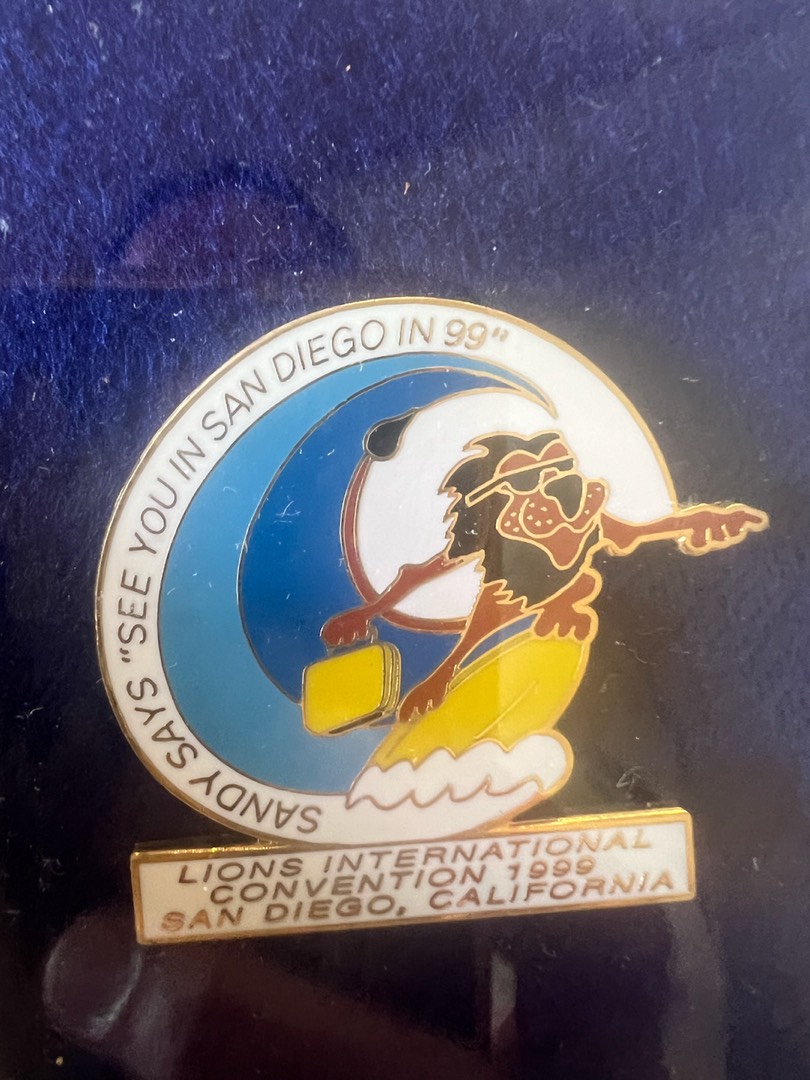 SANDY SAYS "SEE YOU IN SAN DIEGO IN 99"
LIONS INTERNATIONAL
CONVENTION 1999
SAN DIEGO, CALIFORNIA